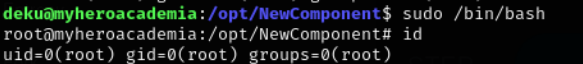 deku@myheroacademia:/opt/NewComponent$ sudo /bin/bash
root@myheroacademia:/opt/NewComponent# id
uid=0(root) gid=0(root) groups=0(root)